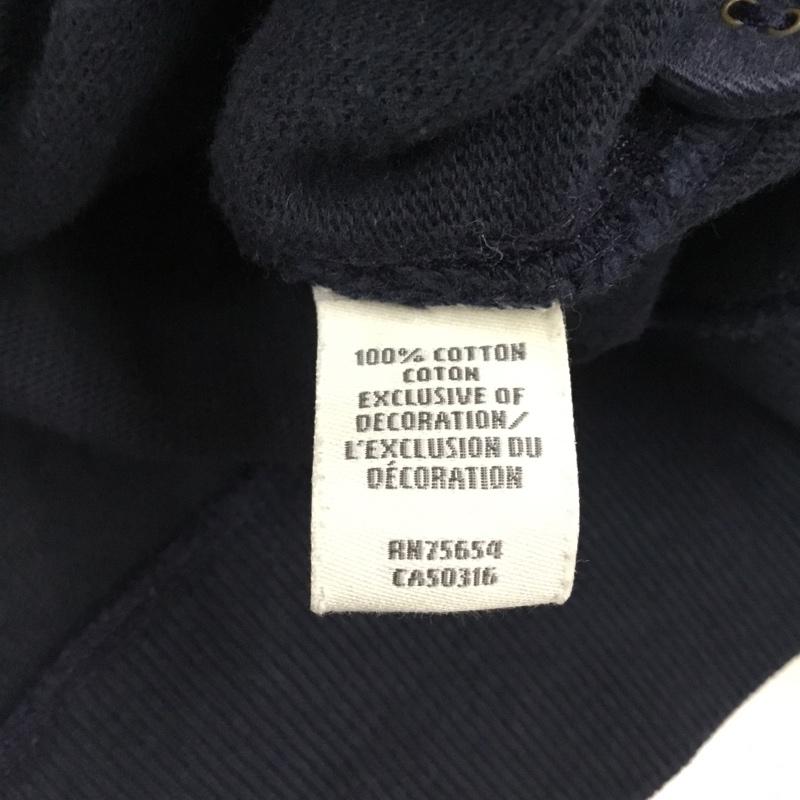 100% COTTON
COTON
EXCLUSIVE OF
DECORATION/
L'EXCLUSION DU
DÉCORATION
RN75654
CA50316